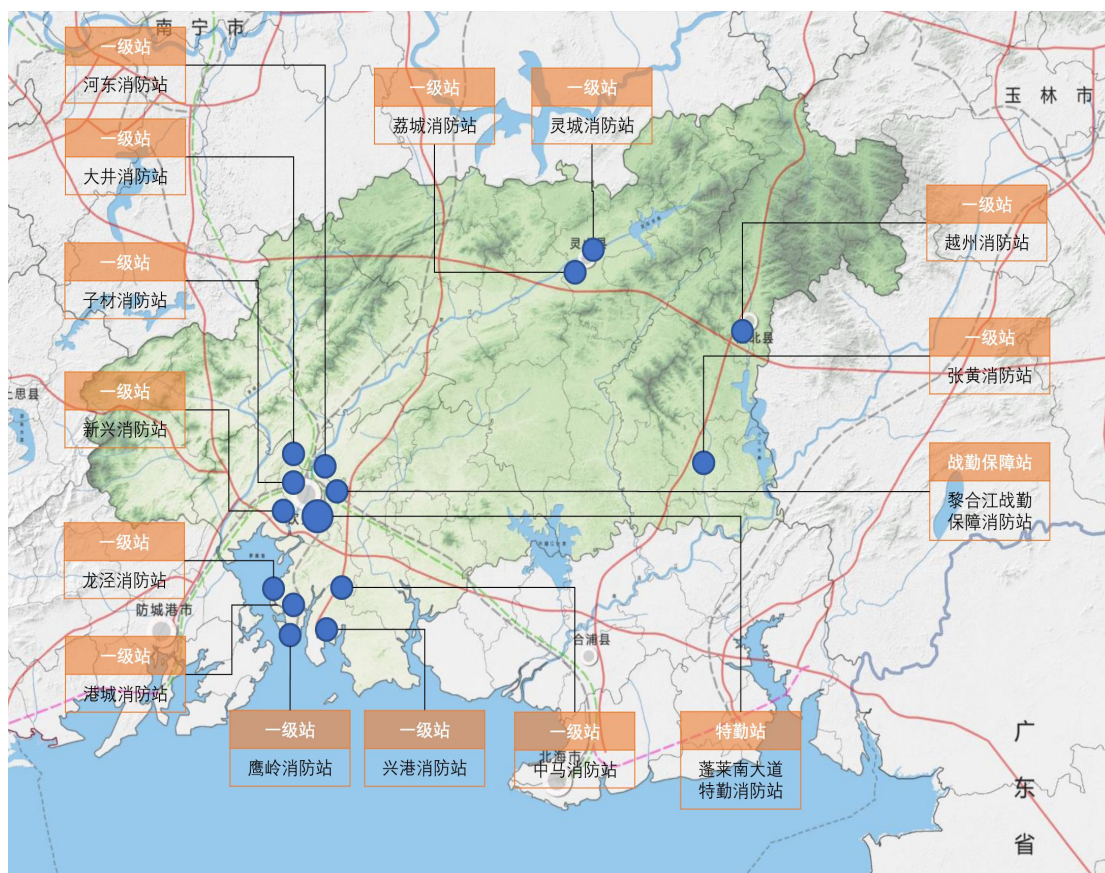 南宁市
一级站
河东消防站
一级站
荔城消防站
一级站
灵城消防站
玉林市
一级站
大井消防站
一级站
越州消防站
一级站
子材消防站
北县
一级站
张黄消防站
上思县
一级站
新兴消防站
战勤保障站
黎合江战勤
保障消防站
一级站
龙泾消防站
防城港市
合浦县
一级站
港城消防站
一级站
鹰岭消防站
一级站
兴港消防站
一级站
北海市
中马消防站
特勤站
蓬莱南大道
特勤消防站
广东省